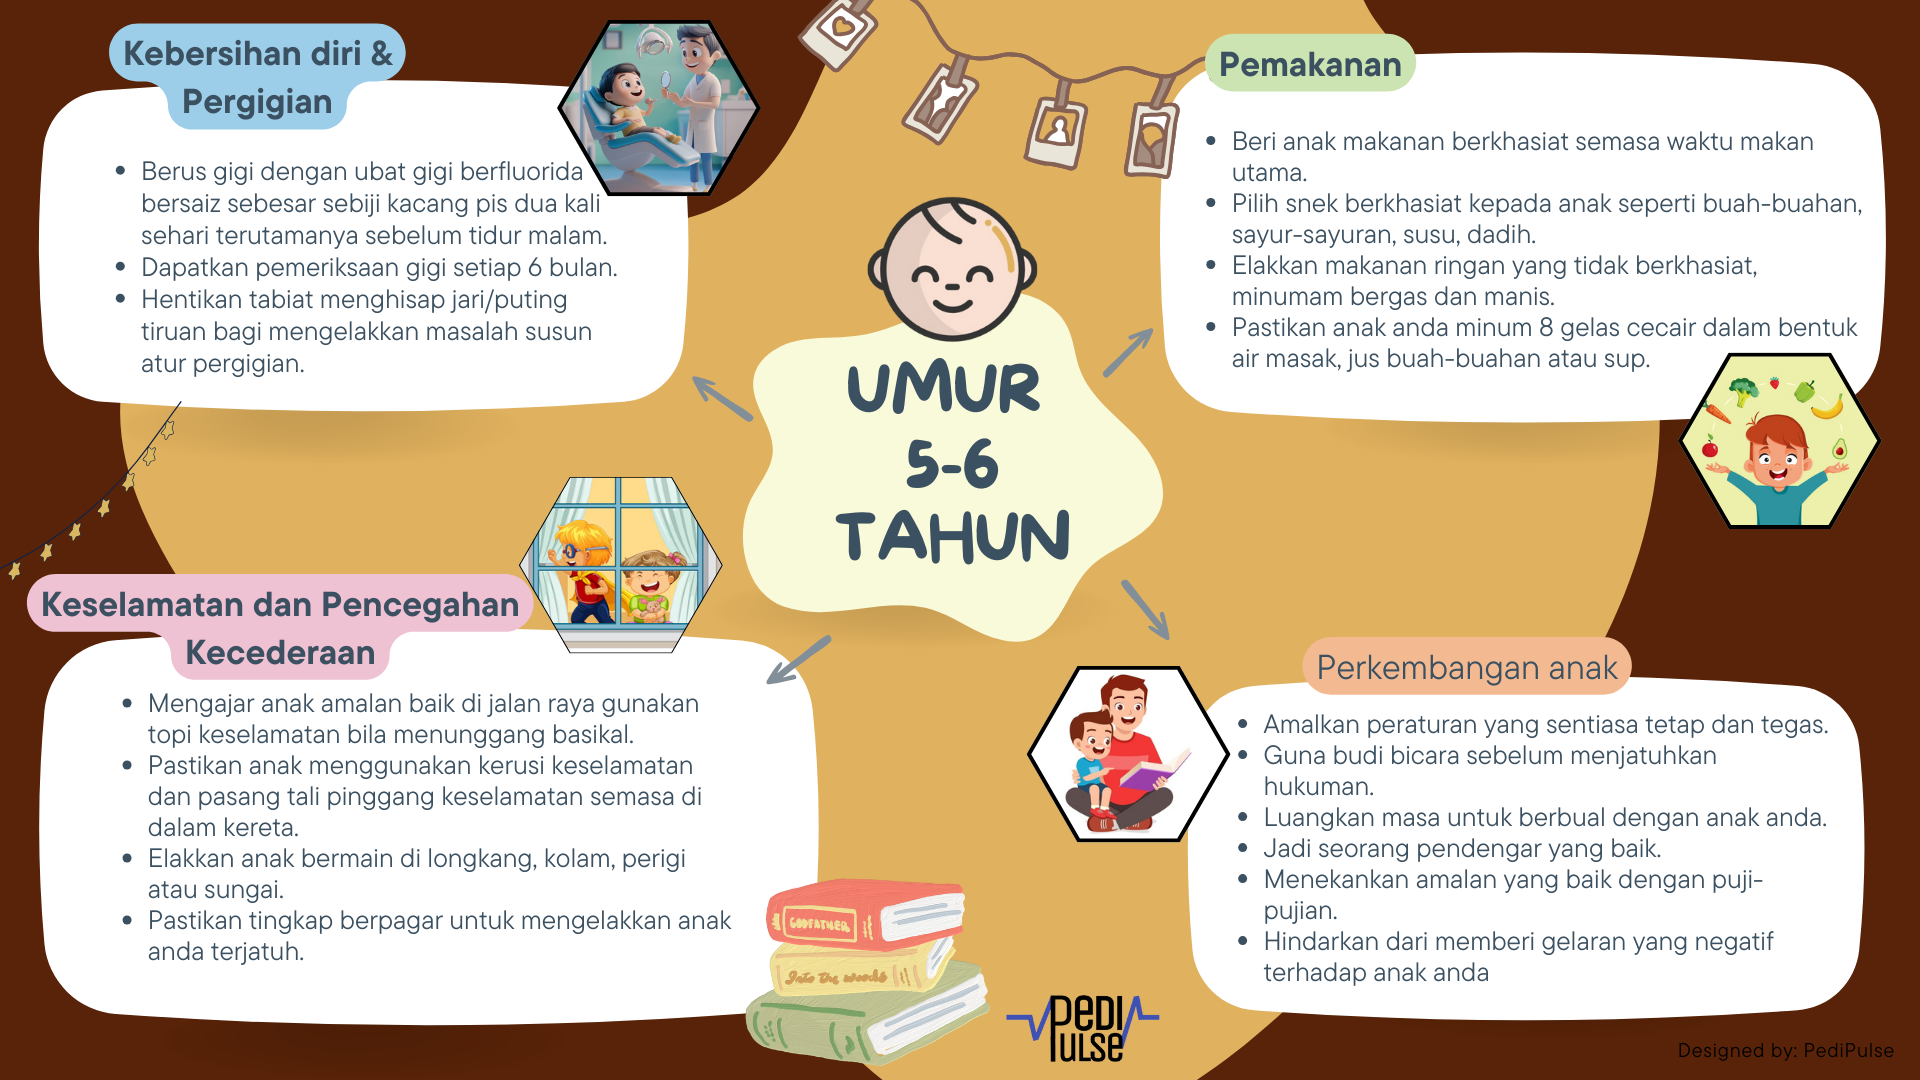 Kebersihan diri &
Pergigian
• Berus gigi dengan ubat gigi berfluorida
bersaiz sebesar sebiji kacang pis dua kali
sehari terutamanya sebelum tidur malam.
• Dapatkan pemeriksaan gigi setiap 6 bulan.
• Hentikan tabiat menghisap jari/puting
tiruan bagi mengelakkan masalah susun
atur pergigian.
Pemakanan
• Beri anak makanan berkhasiat semasa waktu makan
utama.
• Pilih snek berkhasiat kepada anak seperti buah-buahan,
sayur-sayuran, susu, dadih.
• Elakkan makanan ringan yang tidak berkhasiat,
minumam bergas dan manis.
• Pastikan anak anda minum 8 gelas cecair dalam bentuk
air masak, jus buah-buahan atau sup.
UMUR
5-6
TAHUN
Keselamatan dan Pencegahan
Kecederaan
• Mengajar anak amalan baik di jalan raya gunakan
topi keselamatan bila menunggang basikal.
• Pastikan anak menggunakan kerusi keselamatan
dan pasang tali pinggang keselamatan semasa di
dalam kereta.
• Elakkan anak bermain di longkang, kolam, perigi
atau sungai.
• Pastikan tingkap berpagar untuk mengelakkan anak
anda terjatuh.
Perkembangan anak
• Amalkan peraturan yang sentiasa tetap dan tegas.
• Guna budi bicara sebelum menjatuhkan
hukuman.
• Luangkan masa untuk berbual dengan anak anda.
• Jadi seorang pendengar yang baik.
• Menekankan amalan yang baik dengan puji-
pujian.
• Hindarkan dari memberi gelaran yang negatif
terhadap anak anda
GODFATHER
Into the woods
PEDI
PULSE
Designed by: PediPulse